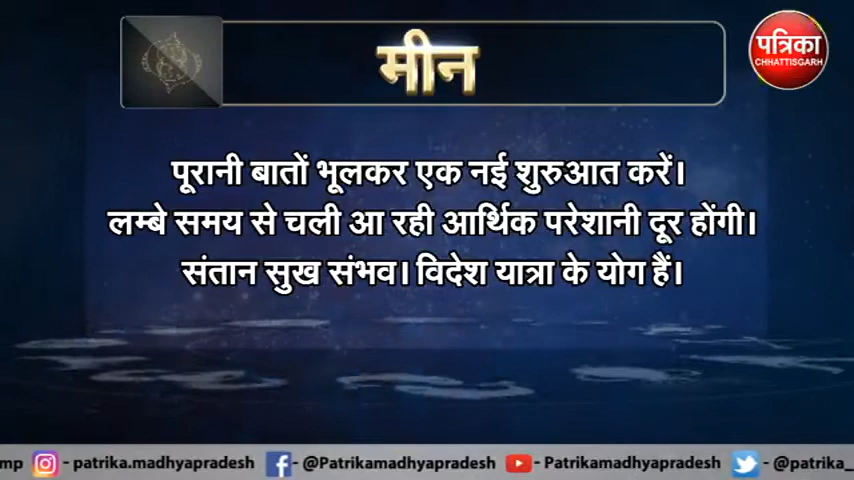 मीन
पत्रिका
CHHATTISGARH
पूरानी बातों भूलकर एक नई शुरुआत करें।
लम्बे समय से चली आ रही आर्थिक परेशानी दूर होंगी।
संतान सुख संभव। विदेश यात्रा के योग हैं।
mp - patrika.madhyapradesh - @Patrikamadhyapradesh - Patrikamadhyapradesh - @patrika_